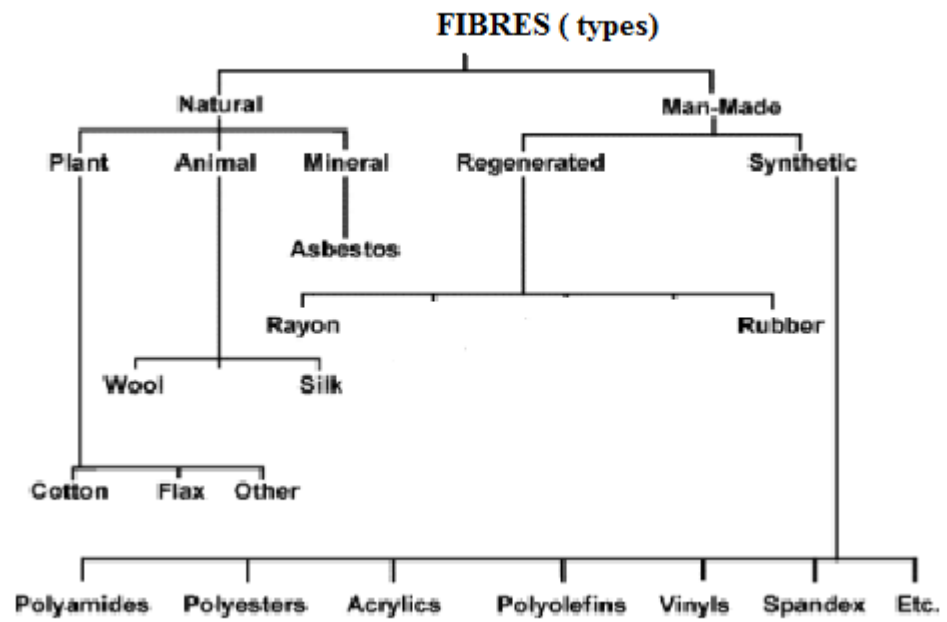 FIBRES ( types)
Natural Man-Made
Plant Animal Mineral Regenerated Synthetic
Asbestos
Rayon Rubber
Wool Silk
Cotton Flax Other
Polyamides Polyesters Acrylics Polyolefins Vinyls Spandex Etc.